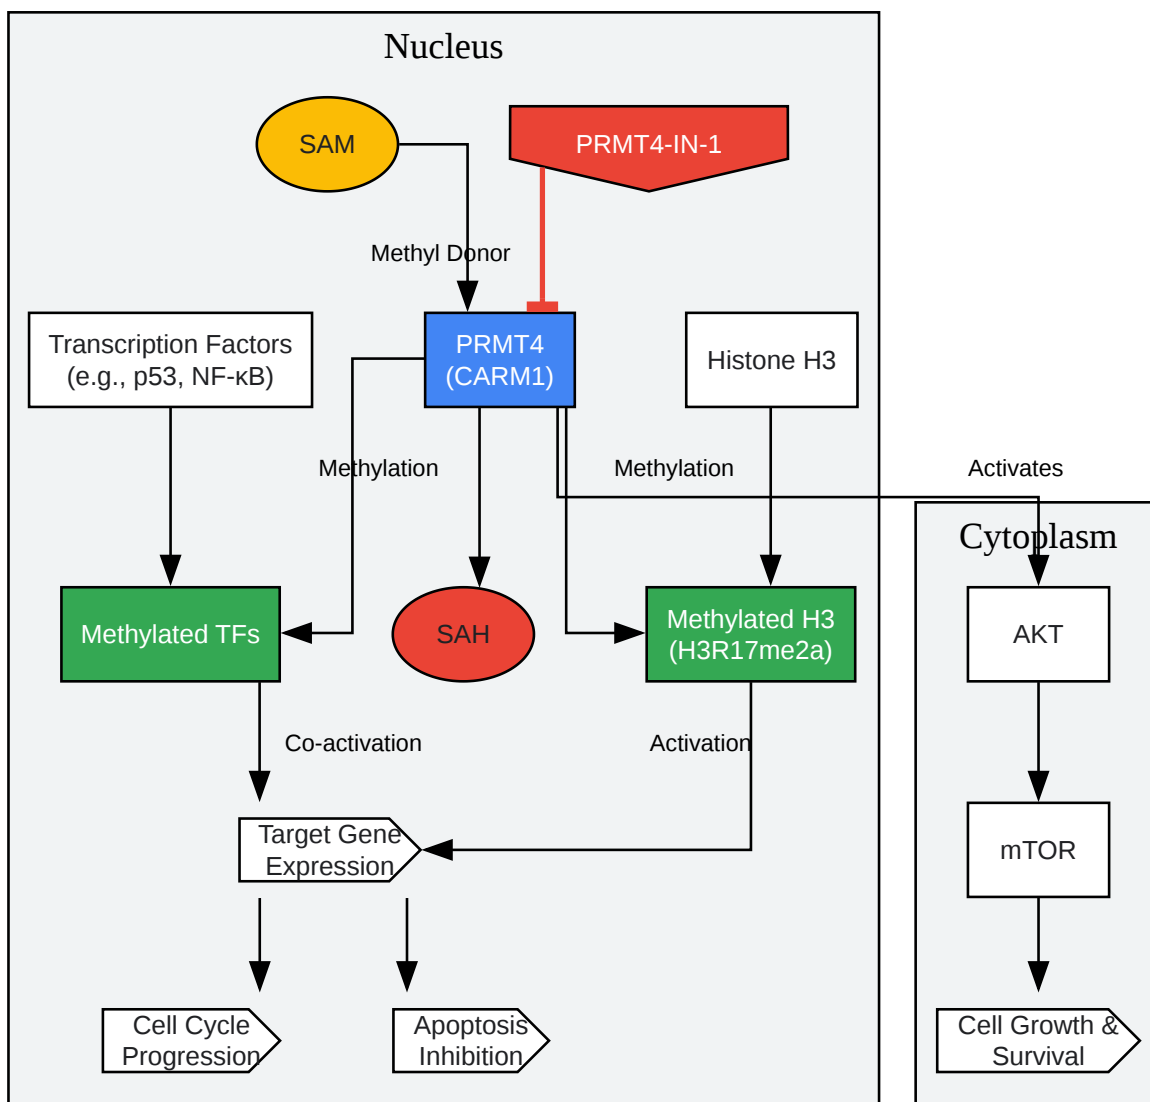 Nucleus
SAM
PRMT4-IN-1
Methyl Donor
Transcription Factors
(e.g., p53, NF-κB)
PRMT4
(CARM1)
Histone H3
Methylation
Methylation
Activates
Cytoplasm
Methylated TFs
SAH
Methylated H3
(H3R17me2a)
AKT
Co-activation
Activation
Target Gene
Expression
mTOR
Cell Cycle
Progression
Apoptosis
Inhibition
Cell Growth &
Survival